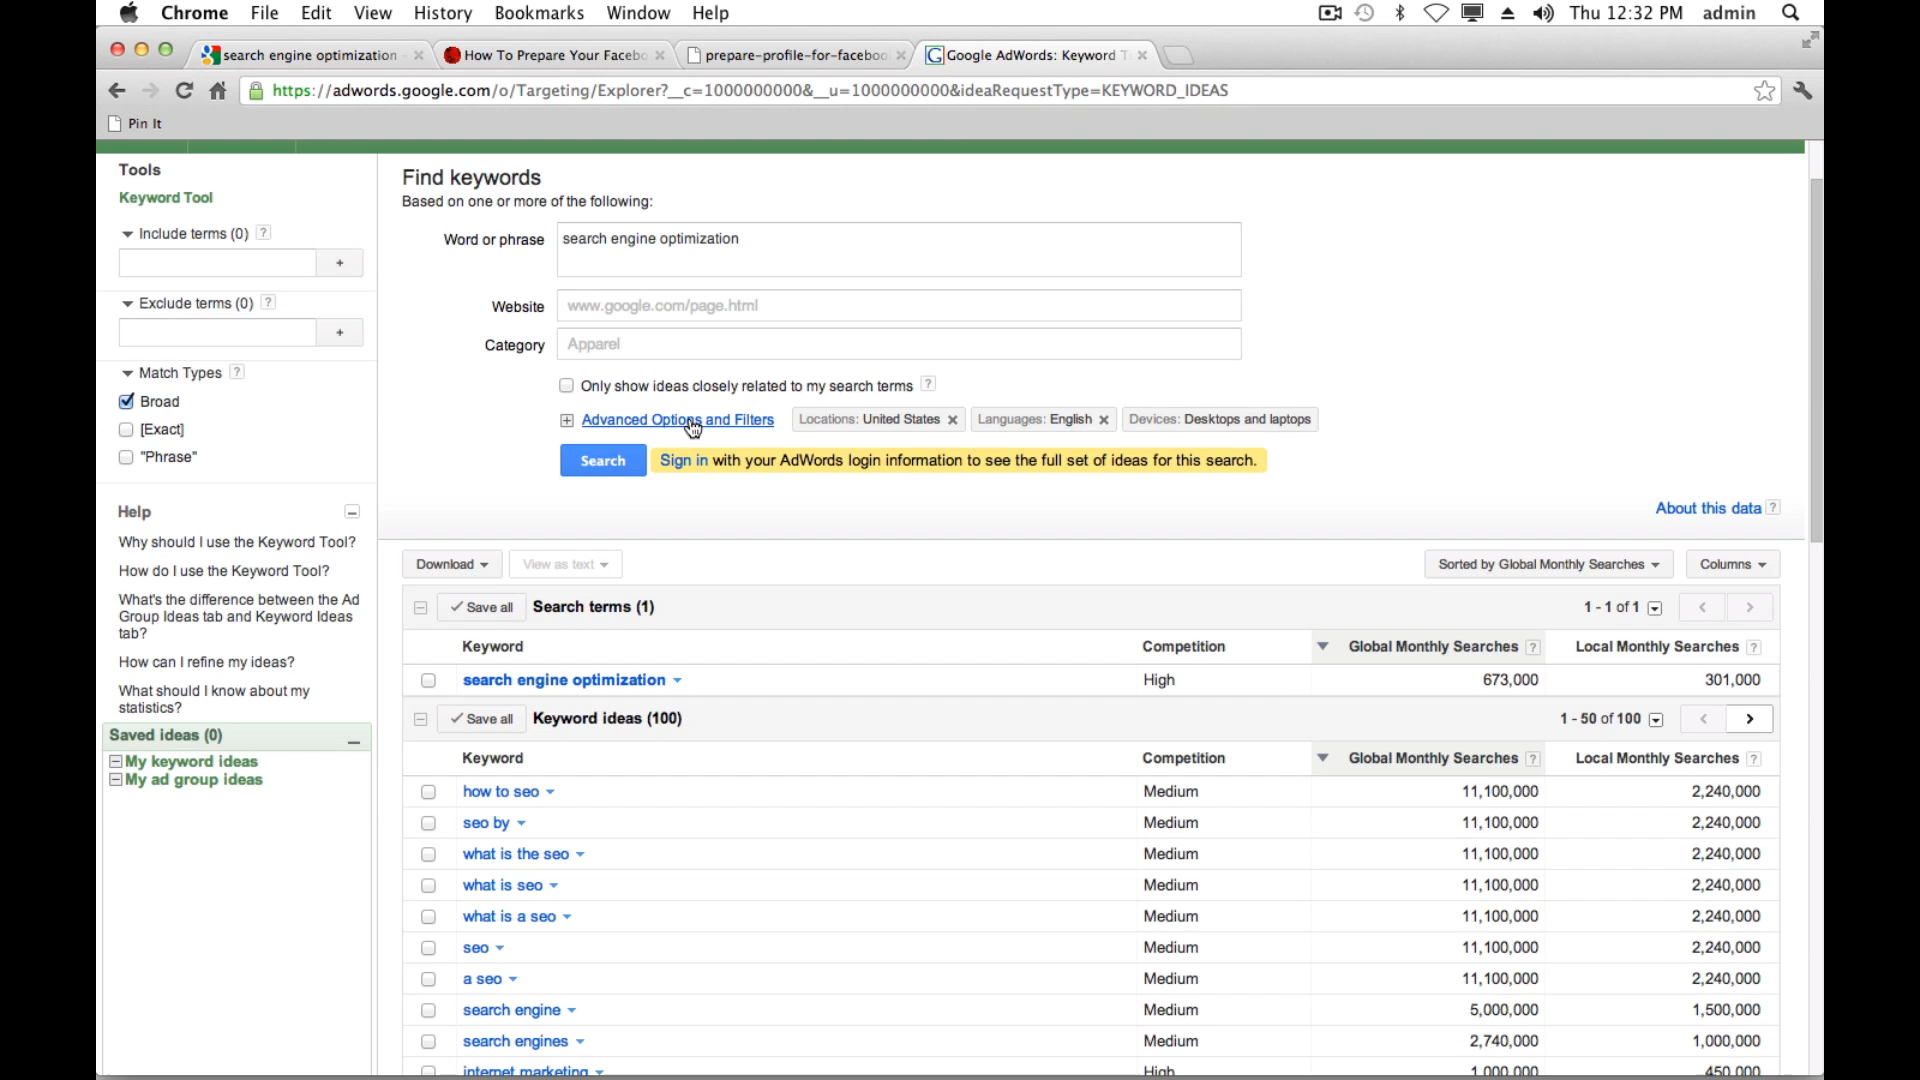 Chrome File Edit View History Bookmarks Window Help Thu 12:32 PM admin
search engine optimization How To Prepare Your Facebo prepare-profile-for-faceboo Google AdWords: Keyword T
https://adwords.google.com/o/Targeting/Explorer?__c=1000000000&__u=1000000000&ideaRequestType=KEYWORD_IDEAS
Pin It
Tools
Keyword Tool
Include terms (0) ?
+
Exclude terms (0) ?
+
Match Types ?
Broad
[Exact]
"Phrase"
Help
Why should I use the Keyword Tool?
How do I use the Keyword Tool?
What's the difference between the Ad
Group Ideas tab and Keyword Ideas
tab?
How can I refine my ideas?
What should I know about my
statistics?
Saved ideas (0)
My keyword ideas
My ad group ideas
Find keywords
Based on one or more of the following:
Word or phrase search engine optimization
Website www.google.com/page.html
Category Apparel
Only show ideas closely related to my search terms ?
Advanced Options and Filters Locations: United States Languages: English Devices: Desktops and laptops
Search Sign in with your AdWords login information to see the full set of ideas for this search.
About this data ?
Download View as text Sorted by Global Monthly Searches Columns
Save all Search terms (1) 1 - 1 of 1
Keyword Competition Global Monthly Searches ? Local Monthly Searches ?
search engine optimization High 673,000 301,000
Save all Keyword ideas (100) 1 - 50 of 100
Keyword Competition Global Monthly Searches ? Local Monthly Searches ?
how to seo Medium 11,100,000 2,240,000
seo by Medium 11,100,000 2,240,000
what is the seo Medium 11,100,000 2,240,000
what is seo Medium 11,100,000 2,240,000
what is a seo Medium 11,100,000 2,240,000
seo Medium 11,100,000 2,240,000
a seo Medium 11,100,000 2,240,000
search engine Medium 5,000,000 1,500,000
search engines Medium 2,740,000 1,000,000
internet marketing High 1,000,000 450,000